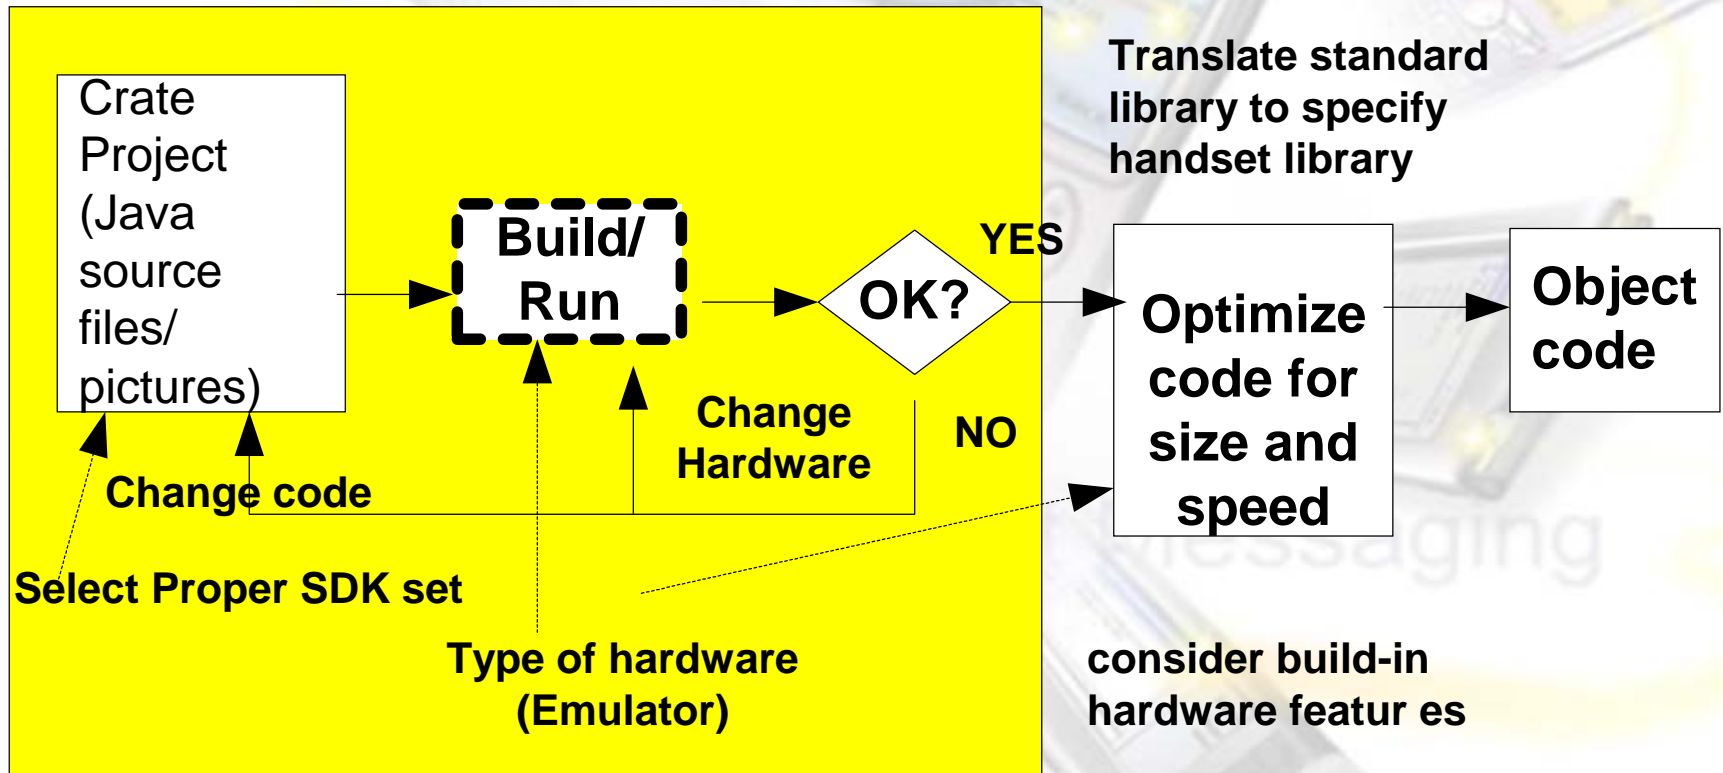 Crate
Project
(Java
source
files/
pictures)
Build/
Run
OK?
YES
NO
Change
Hardware
Change code
Select Proper SDK set
Type of hardware
(Emulator)
Translate standard
library to specify
handset library
Optimize
code for
size and
speed
Object
code
Messaging
consider build-in
hardware featur es